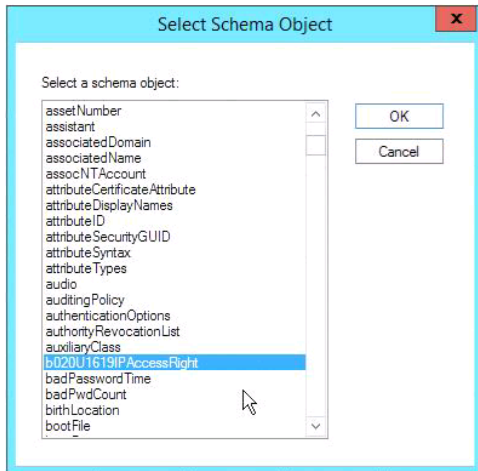 Select Schema Object
x
Select a schema object:
assetNumber
assistant
associatedDomain
associatedName
assocNTAccount
attributeCertificateAttribute
attributeDisplayNames
attributeID
attributeSecurityGUID
attributeSyntax
attributeTypes
audio
auditingPolicy
authenticationOptions
authorityRevocationList
auxiliaryClass
b020U1619IPAccessRight
badPasswordTime
badPwdCount
birthLocation
bootFile
OK
Cancel